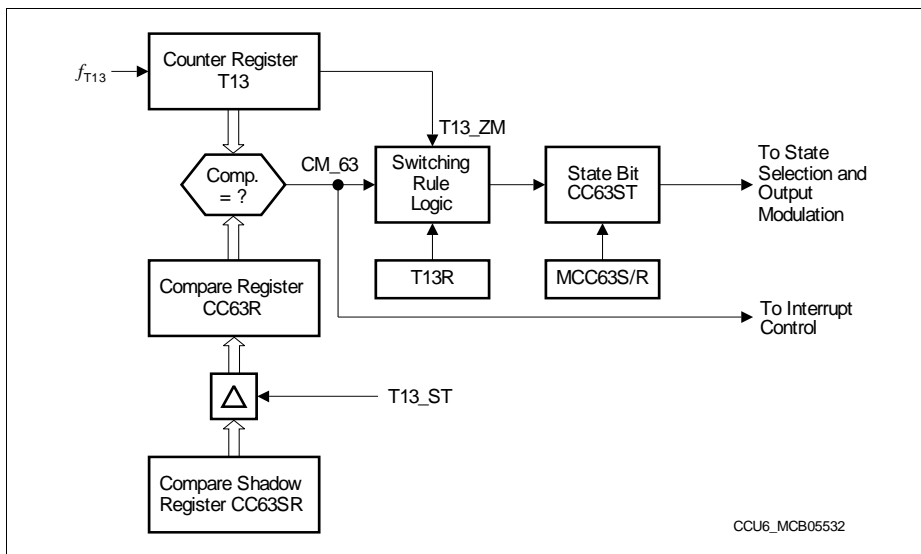 Counter Register
T13
f T13
T13_ZM
CM_63
Comp.
= ?
Switching
Rule
Logic
State Bit
CC63ST
To State
Selection and
Output
Modulation
T13R
MCC63S/R
Compare Register
CC63R
To Interrupt
Control
T13_ST
Compare Shadow
Register CC63SR
CCU6_MCB05532